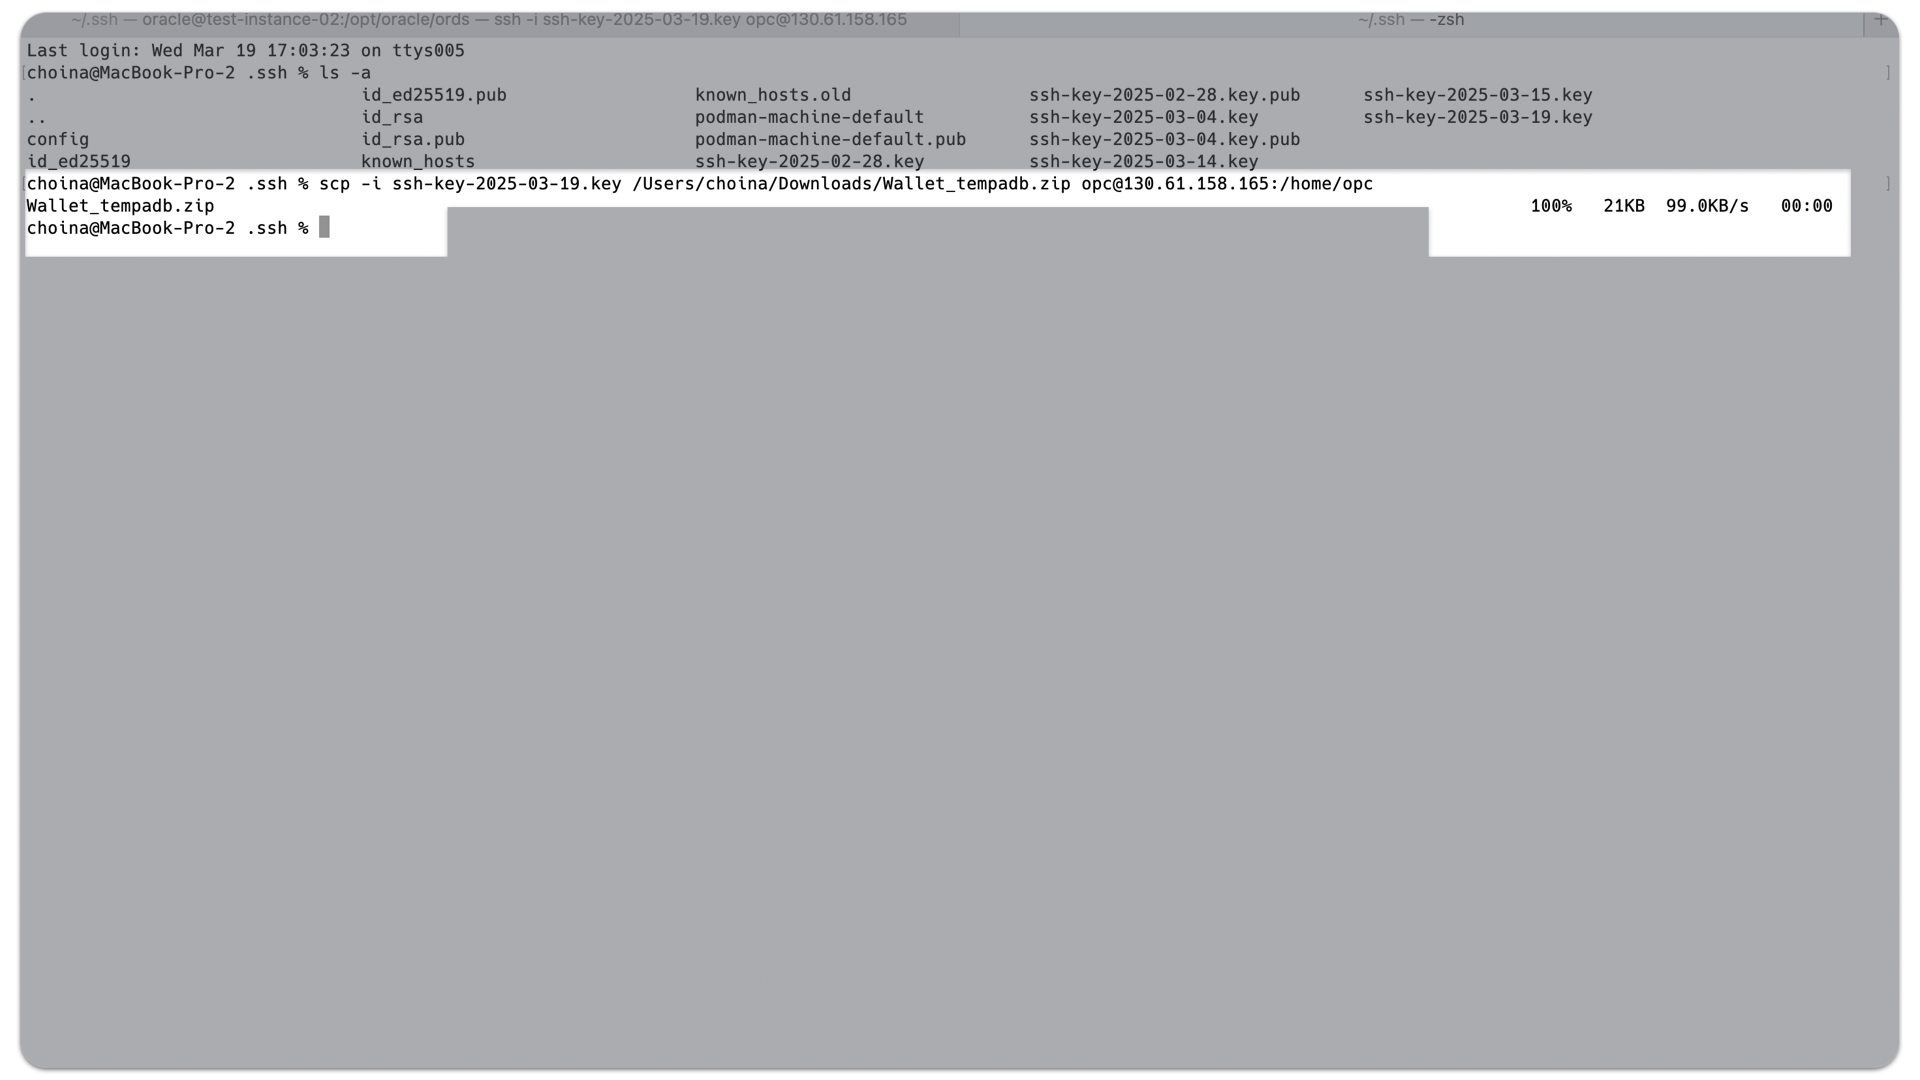 ~/.ssh — oracle@test-instance-02:/opt/oracle/ords — ssh -i ssh-key-2025-03-19.key opc@130.61.158.165 ~/.ssh — -zsh +
Last login: Wed Mar 19 17:03:23 on ttys005
[choina@MacBook-Pro-2 .ssh % ls -a ]
. id_ed25519.pub known_hosts.old ssh-key-2025-02-28.key.pub ssh-key-2025-03-15.key
.. id_rsa podman-machine-default ssh-key-2025-03-04.key ssh-key-2025-03-19.key
config id_rsa.pub podman-machine-default.pub ssh-key-2025-03-04.key.pub
id_ed25519 known_hosts ssh-key-2025-02-28.key ssh-key-2025-03-14.key
[choina@MacBook-Pro-2 .ssh % scp -i ssh-key-2025-03-19.key /Users/choina/Downloads/Wallet_tempadb.zip opc@130.61.158.165:/home/opc ]
Wallet_tempadb.zip 100% 21KB 99.0KB/s 00:00
choina@MacBook-Pro-2 .ssh %